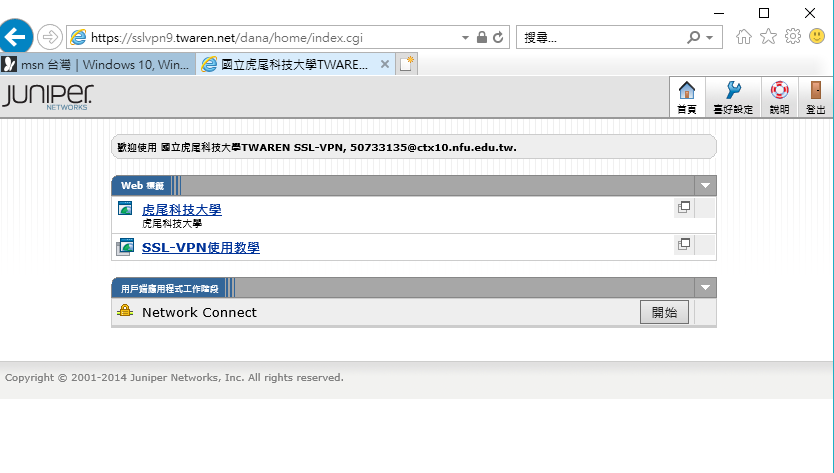 https://sslvpn9.twaren.net/dana/home/index.cgi
搜尋...
msn 台灣 | Windows 10, Win...
國立虎尾科技大學TWARE...
JUNIPER
NETWORKS
首頁
喜好設定
說明
登出
歡迎使用 國立虎尾科技大學TWAREN SSL-VPN, 50733135@ctx10.nfu.edu.tw.
Web 標籤
虎尾科技大學
虎尾科技大學
SSL-VPN使用教學
用戶端應用程式工作階段
Network Connect
開始
Copyright © 2001-2014 Juniper Networks, Inc. All rights reserved.